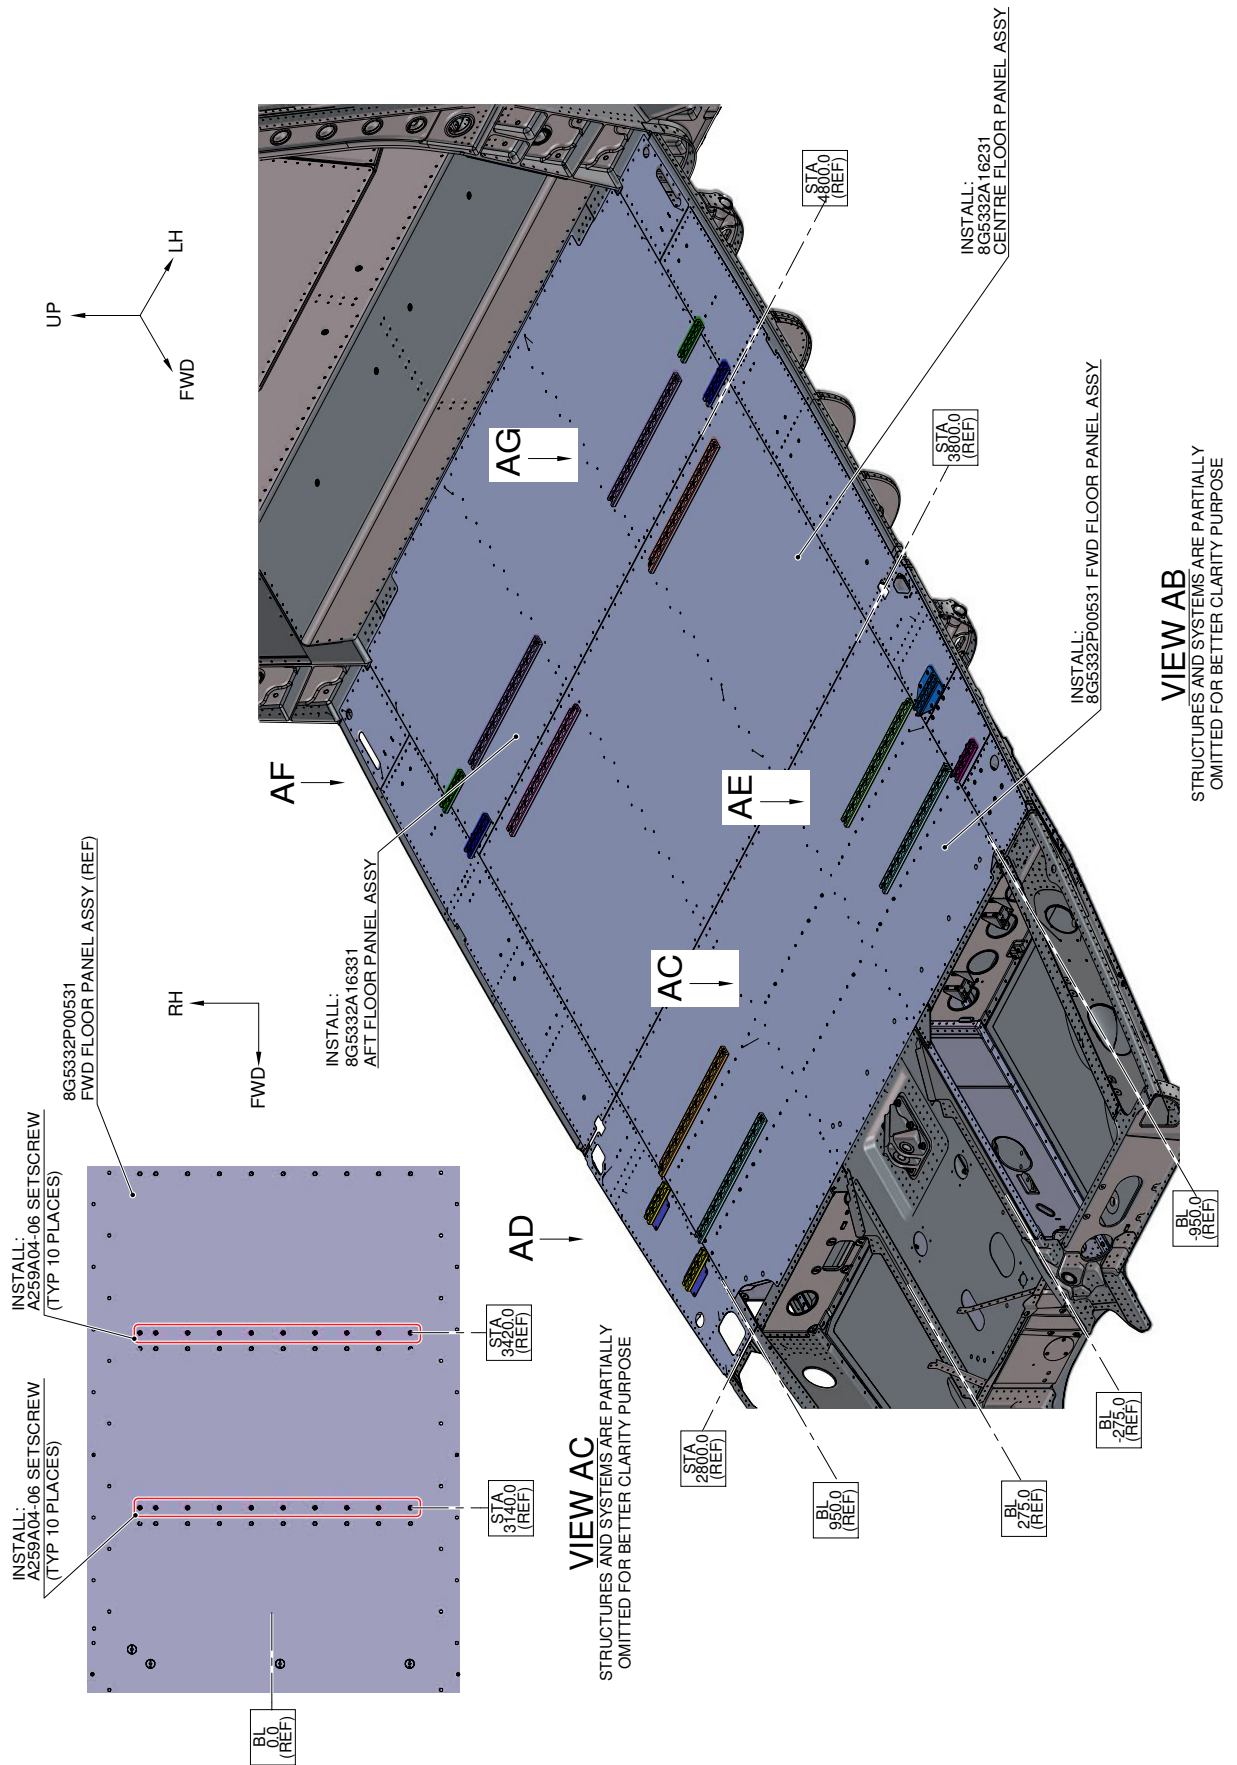 INSTALL:
A259A04-06 SETSCREW
(TYP 10 PLACES)
INSTALL:
A259A04-06 SETSCREW
(TYP 10 PLACES)
8G5332P00531
FWD FLOOR PANEL ASSY (REF)
RH
FWD
BL
0.0
(REF)
STA
3140.0
(REF)
STA
3420.0
(REF)
VIEW AC
STRUCTURES AND SYSTEMS ARE PARTIALLY
OMITTED FOR BETTER CLARITY PURPOSE
UP
FWD
LH
INSTALL:
8G5332A16331
AFT FLOOR PANEL ASSY
AF
AG
AD
AC
AE
STA
4800.0
(REF)
INSTALL:
8G5332A16231
CENTRE FLOOR PANEL ASSY
STA
3800.0
(REF)
INSTALL:
8G5332P00531 FWD FLOOR PANEL ASSY
STA
2800.0
(REF)
BL
950.0
(REF)
BL
275.0
(REF)
BL
-275.0
(REF)
BL
-950.0
(REF)
VIEW AB
STRUCTURES AND SYSTEMS ARE PARTIALLY
OMITTED FOR BETTER CLARITY PURPOSE